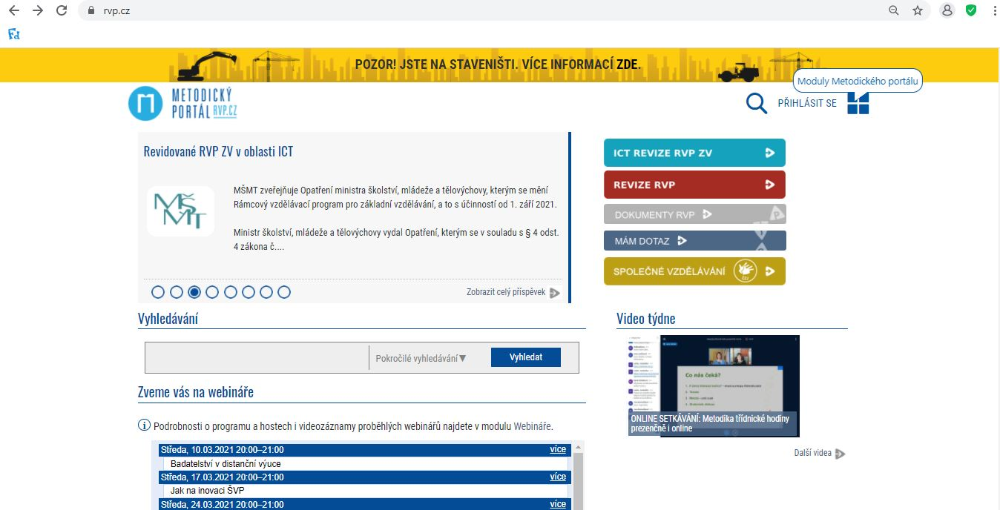 rvp.cz
Fd
POZOR! JSTE NA STAVENIŠTI. VÍCE INFORMACÍ ZDE.
Moduly Metodického portálu
METODICKÝ
PORTÁL RVP.CZ
PŘIHLÁSIT SE
Revidované RVP ZV v oblasti ICT
MŠMT
MŠMT zveřejňuje Opatření ministra školství, mládeže a tělovýchovy, kterým se mění
Rámcový vzdělávací program pro základní vzdělávání, a to s účinností od 1. září 2021.
Ministr školství, mládeže a tělovýchovy vydal Opatření, kterým se v souladu s § 4 odst.
4 zákona č....
Zobrazit celý příspěvek
ICT REVIZE RVP ZV
REVIZE RVP
DOKUMENTY RVP
MÁM DOTAZ
SPOLEČNÉ VZDĚLÁVÁNÍ
Vyhledávání
Pokročilé vyhledávání▼
Vyhledat
Zveme vás na webináře
Podrobnosti o programu a hostech i videozáznamy proběhlých webinářů najdete v modulu Webináře.
Středa, 10.03.2021 20:00–21:00 více
Badatelství v distanční výuce
Středa, 17.03.2021 20:00–21:00 více
Jak na inovaci ŠVP
Středa, 24.03.2021 20:00–21:00 více
Video týdne
Co nás čeká?
ONLINE SETKÁVÁNÍ: Metodika třídnické hodiny
prezenčně i online
Další videa